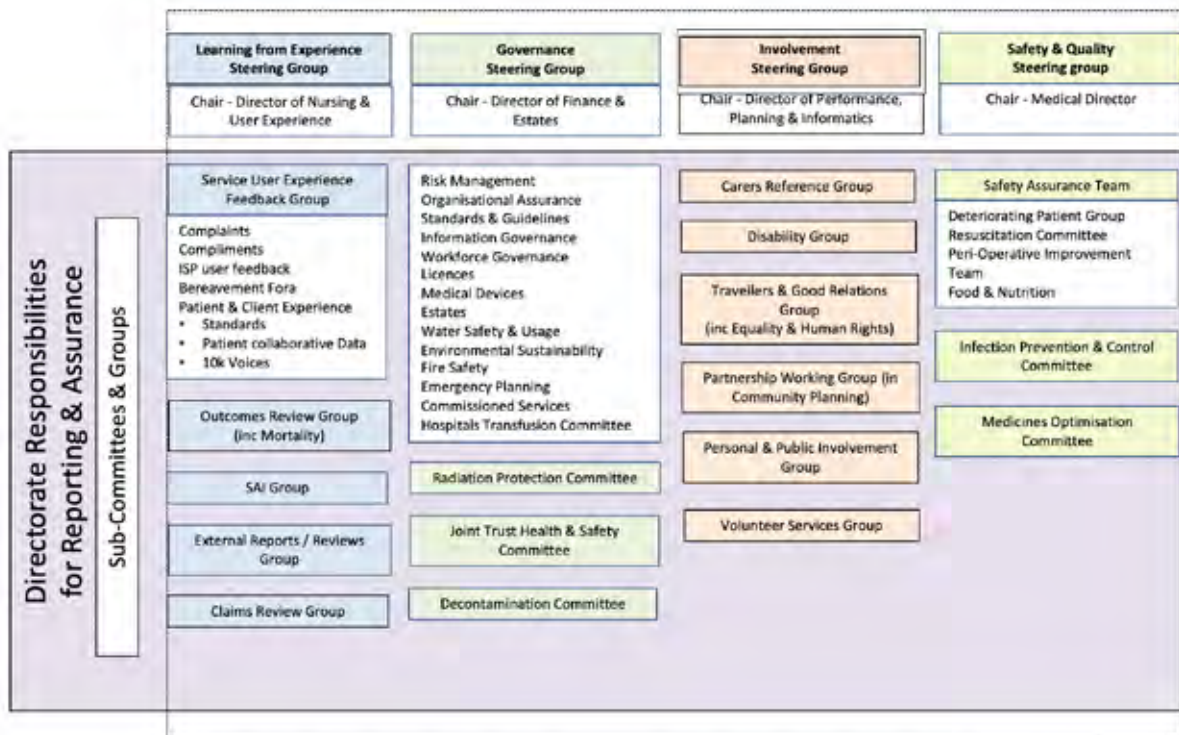 Learning from Experience
Steering Group
Chair - Director of Nursing &
User Experience
Governance
Steering Group
Chair - Director of Finance &
Estates
Involvement
Steering Group
Chair - Director of Performance,
Planning & Informatics
Safety & Quality
Steering group
Chair - Medical Director
Directorate Responsibilities
for Reporting & Assurance
Sub-Committees & Groups
Service User Experience
Feedback Group
Complaints
Compliments
ISP user feedback
Bereavement Fora
Patient & Client Experience
• Standards
• Patient collaborative Data
• 10k Voices
Outcomes Review Group
(inc Mortality)
SAI Group
External Reports / Reviews
Group
Claims Review Group
Risk Management
Organisational Assurance
Standards & Guidelines
Information Governance
Workforce Governance
Licences
Medical Devices
Estates
Water Safety & Usage
Environmental Sustainability
Fire Safety
Emergency Planning
Commissioned Services
Hospitals Transfusion Committee
Radiation Protection Committee
Joint Trust Health & Safety
Committee
Decontamination Committee
Carers Reference Group
Disability Group
Travellers & Good Relations
Group
(inc Equality & Human Rights)
Partnership Working Group (in
Community Planning)
Personal & Public Involvement
Group
Volunteer Services Group
Safety Assurance Team
Deteriorating Patient Group
Resuscitation Committee
Peri-Operative Improvement
Team
Food & Nutrition
Infection Prevention & Control
Committee
Medicines Optimisation
Committee